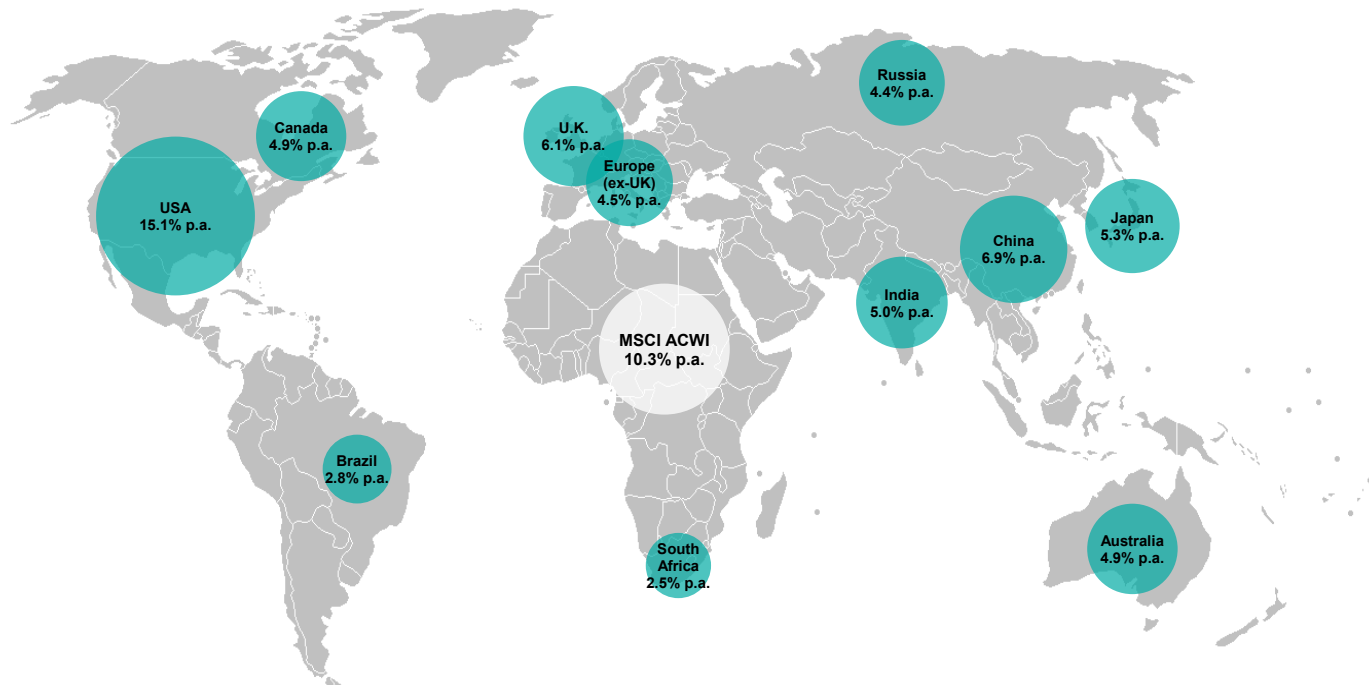 Russia
4.4% p.a.
Canada
4.9% p.a.
U.K.
6.1% p.a.
Europe
(ex-UK)
4.5% p.a.
USA
15.1% p.a.
Japan
5.3% p.a.
China
6.9% p.a.
India
5.0% p.a.
MSCI ACWI
10.3% p.a.
Brazil
2.8% p.a.
South
Africa
2.5% p.a.
Australia
4.9% p.a.